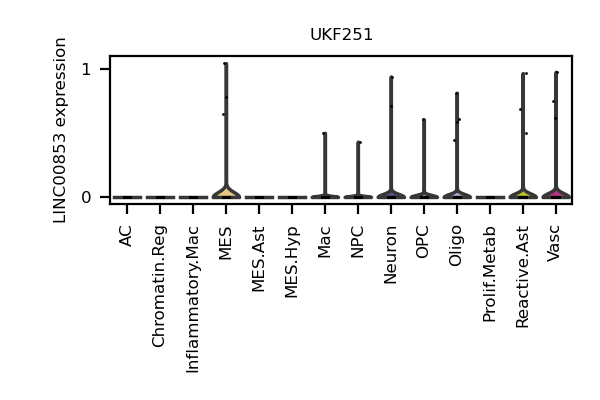 UKF251
LINC00853 expression
1
0
AC
Chromatin.Reg
Inflammatory.Mac
MES
MES.Ast
MES.Hyp
Mac
NPC
Neuron
OPC
Oligo
Prolif.Metab
Reactive.Ast
Vasc